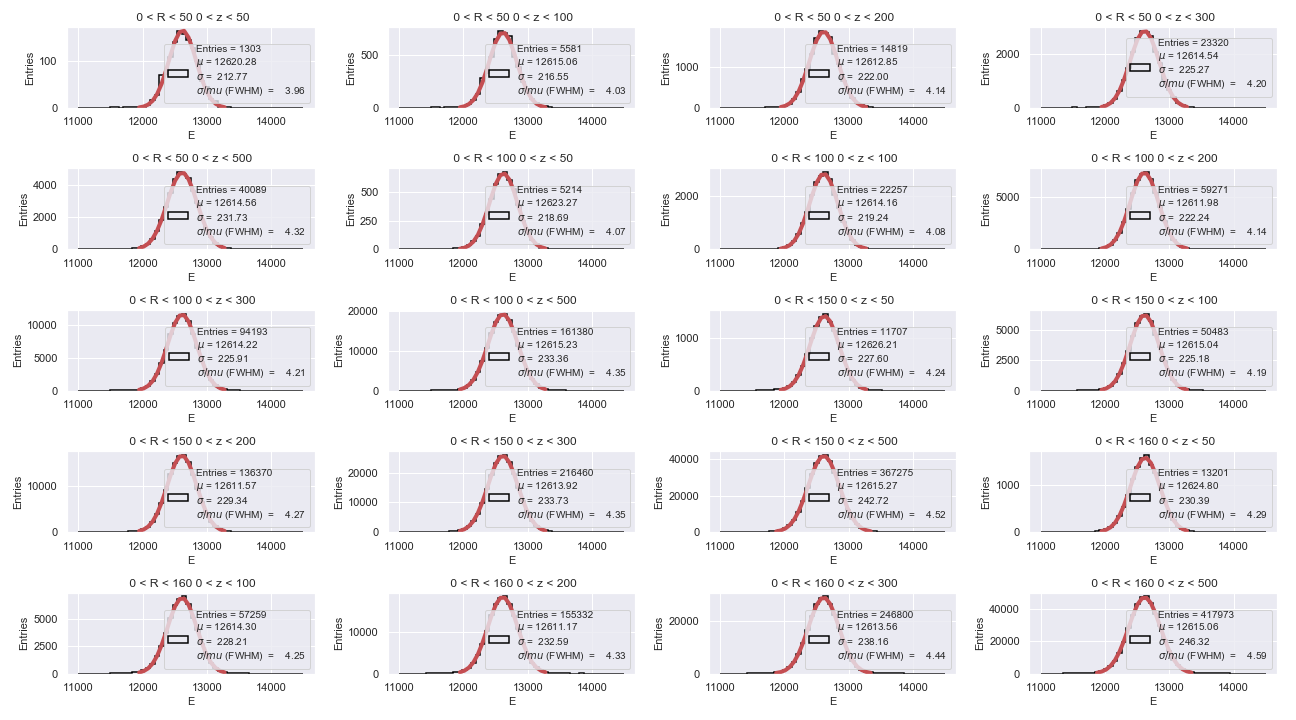 0 < R < 50 0 < z < 50
Entries
100
0
Entries = 1303
μ = 12620.28
σ = 212.77
σ/mu (FWHM) = 3.96
11000 12000 13000 14000
E
0 < R < 50 0 < z < 100
Entries
500
0
Entries = 5581
μ = 12615.06
σ = 216.55
σ/mu (FWHM) = 4.03
11000 12000 13000 14000
E
0 < R < 50 0 < z < 200
Entries
1000
0
Entries = 14819
μ = 12612.85
σ = 222.00
σ/mu (FWHM) = 4.14
11000 12000 13000 14000
E
0 < R < 50 0 < z < 300
Entries
2000
0
Entries = 23320
μ = 12614.54
σ = 225.27
σ/mu (FWHM) = 4.20
11000 12000 13000 14000
E
0 < R < 50 0 < z < 500
Entries
4000
2000
0
Entries = 40089
μ = 12614.56
σ = 231.73
σ/mu (FWHM) = 4.32
11000 12000 13000 14000
E
0 < R < 100 0 < z < 50
Entries
500
250
0
Entries = 5214
μ = 12623.27
σ = 218.69
σ/mu (FWHM) = 4.07
11000 12000 13000 14000
E
0 < R < 100 0 < z < 100
Entries
2000
0
Entries = 22257
μ = 12614.16
σ = 219.24
σ/mu (FWHM) = 4.08
11000 12000 13000 14000
E
0 < R < 100 0 < z < 200
Entries
5000
0
Entries = 59271
μ = 12611.98
σ = 222.24
σ/mu (FWHM) = 4.14
11000 12000 13000 14000
E
0 < R < 100 0 < z < 300
Entries
10000
5000
0
Entries = 94193
μ = 12614.22
σ = 225.91
σ/mu (FWHM) = 4.21
11000 12000 13000 14000
E
0 < R < 100 0 < z < 500
Entries
20000
10000
0
Entries = 161380
μ = 12615.23
σ = 233.36
σ/mu (FWHM) = 4.35
11000 12000 13000 14000
E
0 < R < 150 0 < z < 50
Entries
1000
0
Entries = 11707
μ = 12626.21
σ = 227.60
σ/mu (FWHM) = 4.24
11000 12000 13000 14000
E
0 < R < 150 0 < z < 100
Entries
5000
2500
0
Entries = 50483
μ = 12615.04
σ = 225.18
σ/mu (FWHM) = 4.19
11000 12000 13000 14000
E
0 < R < 150 0 < z < 200
Entries
10000
0
Entries = 136370
μ = 12611.57
σ = 229.34
σ/mu (FWHM) = 4.27
11000 12000 13000 14000
E
0 < R < 150 0 < z < 300
Entries
20000
10000
0
Entries = 216460
μ = 12613.92
σ = 233.73
σ/mu (FWHM) = 4.35
11000 12000 13000 14000
E
0 < R < 150 0 < z < 500
Entries
40000
20000
0
Entries = 367275
μ = 12615.27
σ = 242.72
σ/mu (FWHM) = 4.52
11000 12000 13000 14000
E
0 < R < 160 0 < z < 50
Entries
1000
0
Entries = 13201
μ = 12624.80
σ = 230.39
σ/mu (FWHM) = 4.29
11000 12000 13000 14000
E
0 < R < 160 0 < z < 100
Entries
5000
2500
0
Entries = 57259
μ = 12614.30
σ = 228.21
σ/mu (FWHM) = 4.25
11000 12000 13000 14000
E
0 < R < 160 0 < z < 200
Entries
10000
0
Entries = 155332
μ = 12611.17
σ = 232.59
σ/mu (FWHM) = 4.33
11000 12000 13000 14000
E
0 < R < 160 0 < z < 300
Entries
20000
0
Entries = 246800
μ = 12613.56
σ = 238.16
σ/mu (FWHM) = 4.44
11000 12000 13000 14000
E
0 < R < 160 0 < z < 500
Entries
40000
20000
0
Entries = 417973
μ = 12615.06
σ = 246.32
σ/mu (FWHM) = 4.59
11000 12000 13000 14000
E